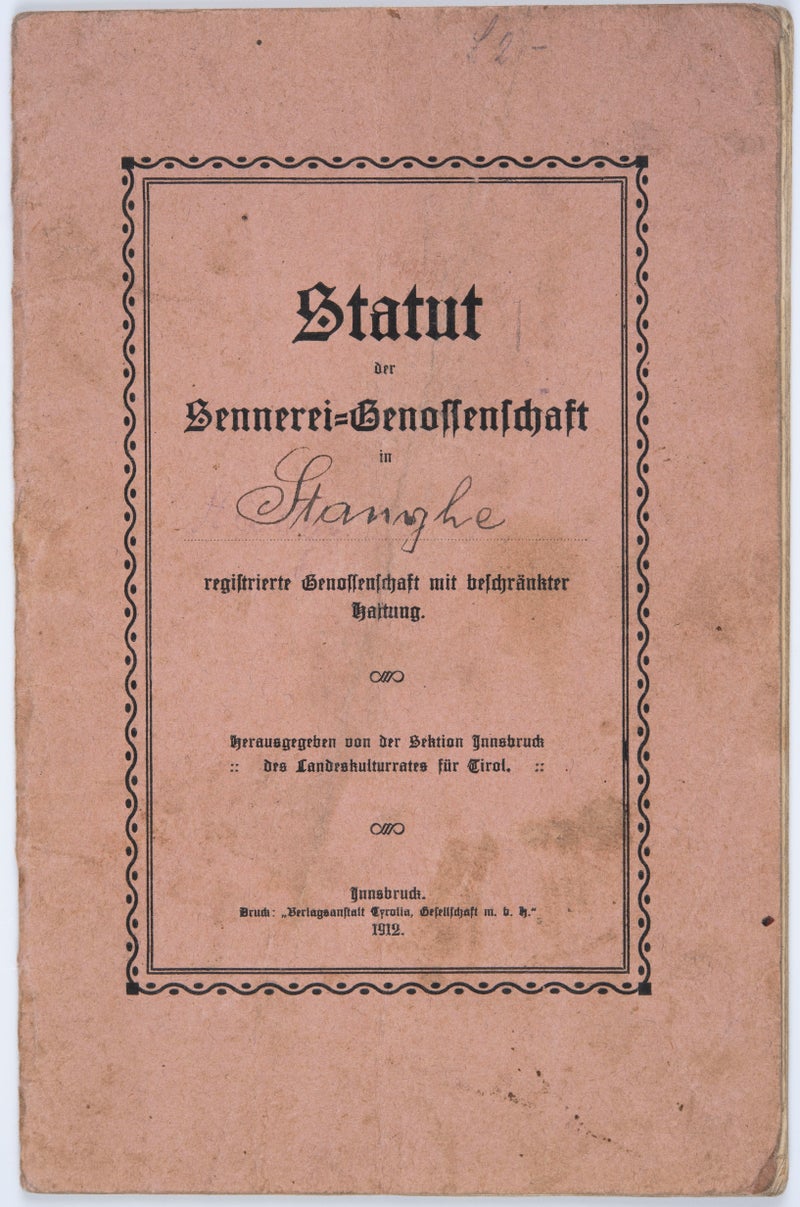 Statut
der
Sennerei=Genossenschaft
in
Stanghe
registrierte Genossenschaft mit beschränkter
Haftung.
Herausgegeben von der Sektion Innsbruck
:: des Landeskulturrates für Tirol. ::
Innsbruck.
Druck: „Verlagsanstalt Tyrolia, Gesellschaft m. b. H.“
1912.